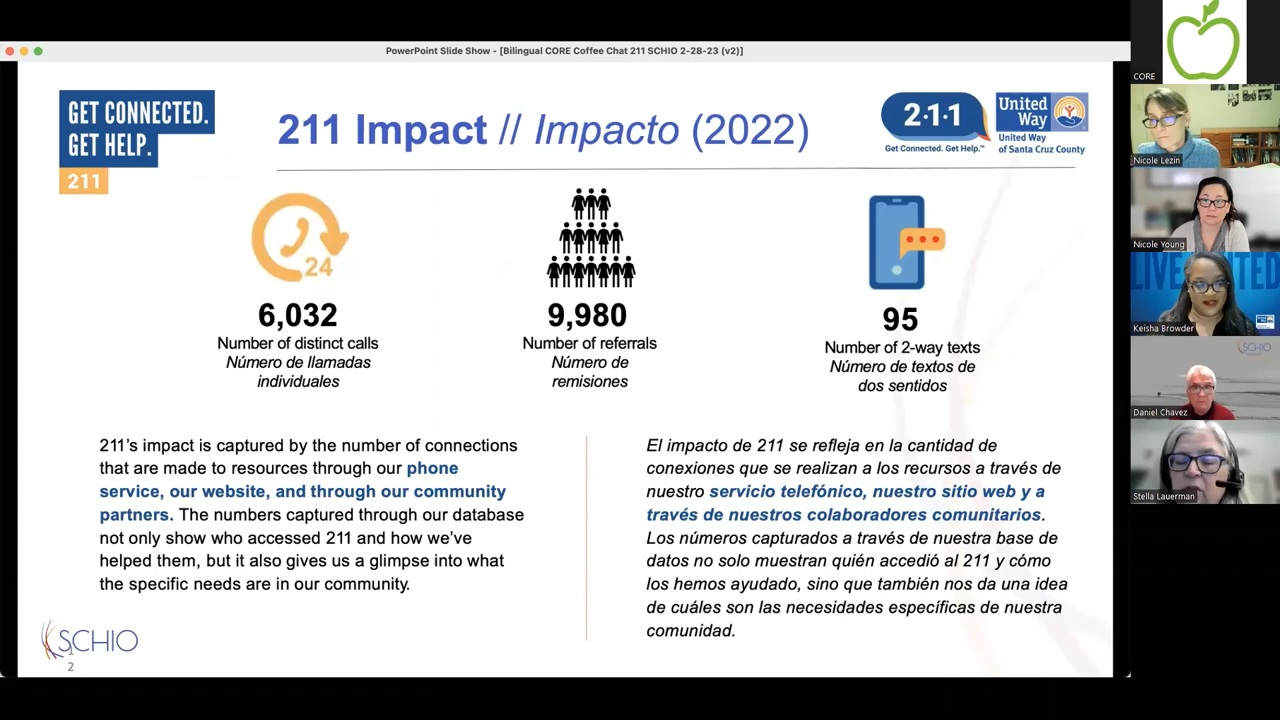 PowerPoint Slide Show - [Bilingual CORE Coffee Chat 211 SCHIO 2-28-23 (v2)]
GET CONNECTED.
GET HELP.
211
211 Impact // Impacto (2022)
2·1·1
Get Connected. Get Help.™
United
Way
United Way
of Santa Cruz County
24
6,032
Number of distinct calls
Número de llamadas
individuales
9,980
Number of referrals
Número de
remisiones
95
Number of 2-way texts
Número de textos de
dos sentidos
211's impact is captured by the number of connections
that are made to resources through our phone
service, our website, and through our community
partners. The numbers captured through our database
not only show who accessed 211 and how we've
helped them, but it also gives us a glimpse into what
the specific needs are in our community.
El impacto de 211 se refleja en la cantidad de
conexiones que se realizan a los recursos a través de
nuestro servicio telefónico, nuestro sitio web y a
través de nuestros colaboradores comunitarios.
Los números capturados a través de nuestra base de
datos no solo muestran quién accedió al 211 y cómo
los hemos ayudado, sino que también nos da una idea
de cuáles son las necesidades específicas de nuestra
comunidad.
SCHIO
1
2
CORE
Nicole Lezin
Nicole Young
LIVE UNITED
Keisha Browder
SCHIO
Daniel Chavez
Stella Lauerman